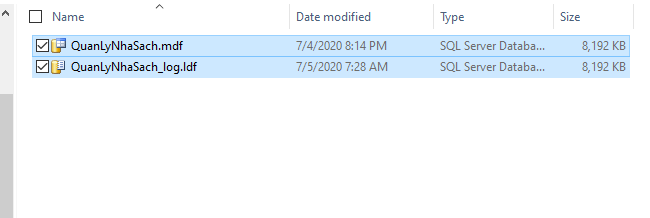 Name Date modified Type Size
QuanLyNhaSach.mdf 7/4/2020 8:14 PM SQL Server Databa... 8,192 KB
QuanLyNhaSach_log.ldf 7/5/2020 7:28 AM SQL Server Databa... 8,192 KB